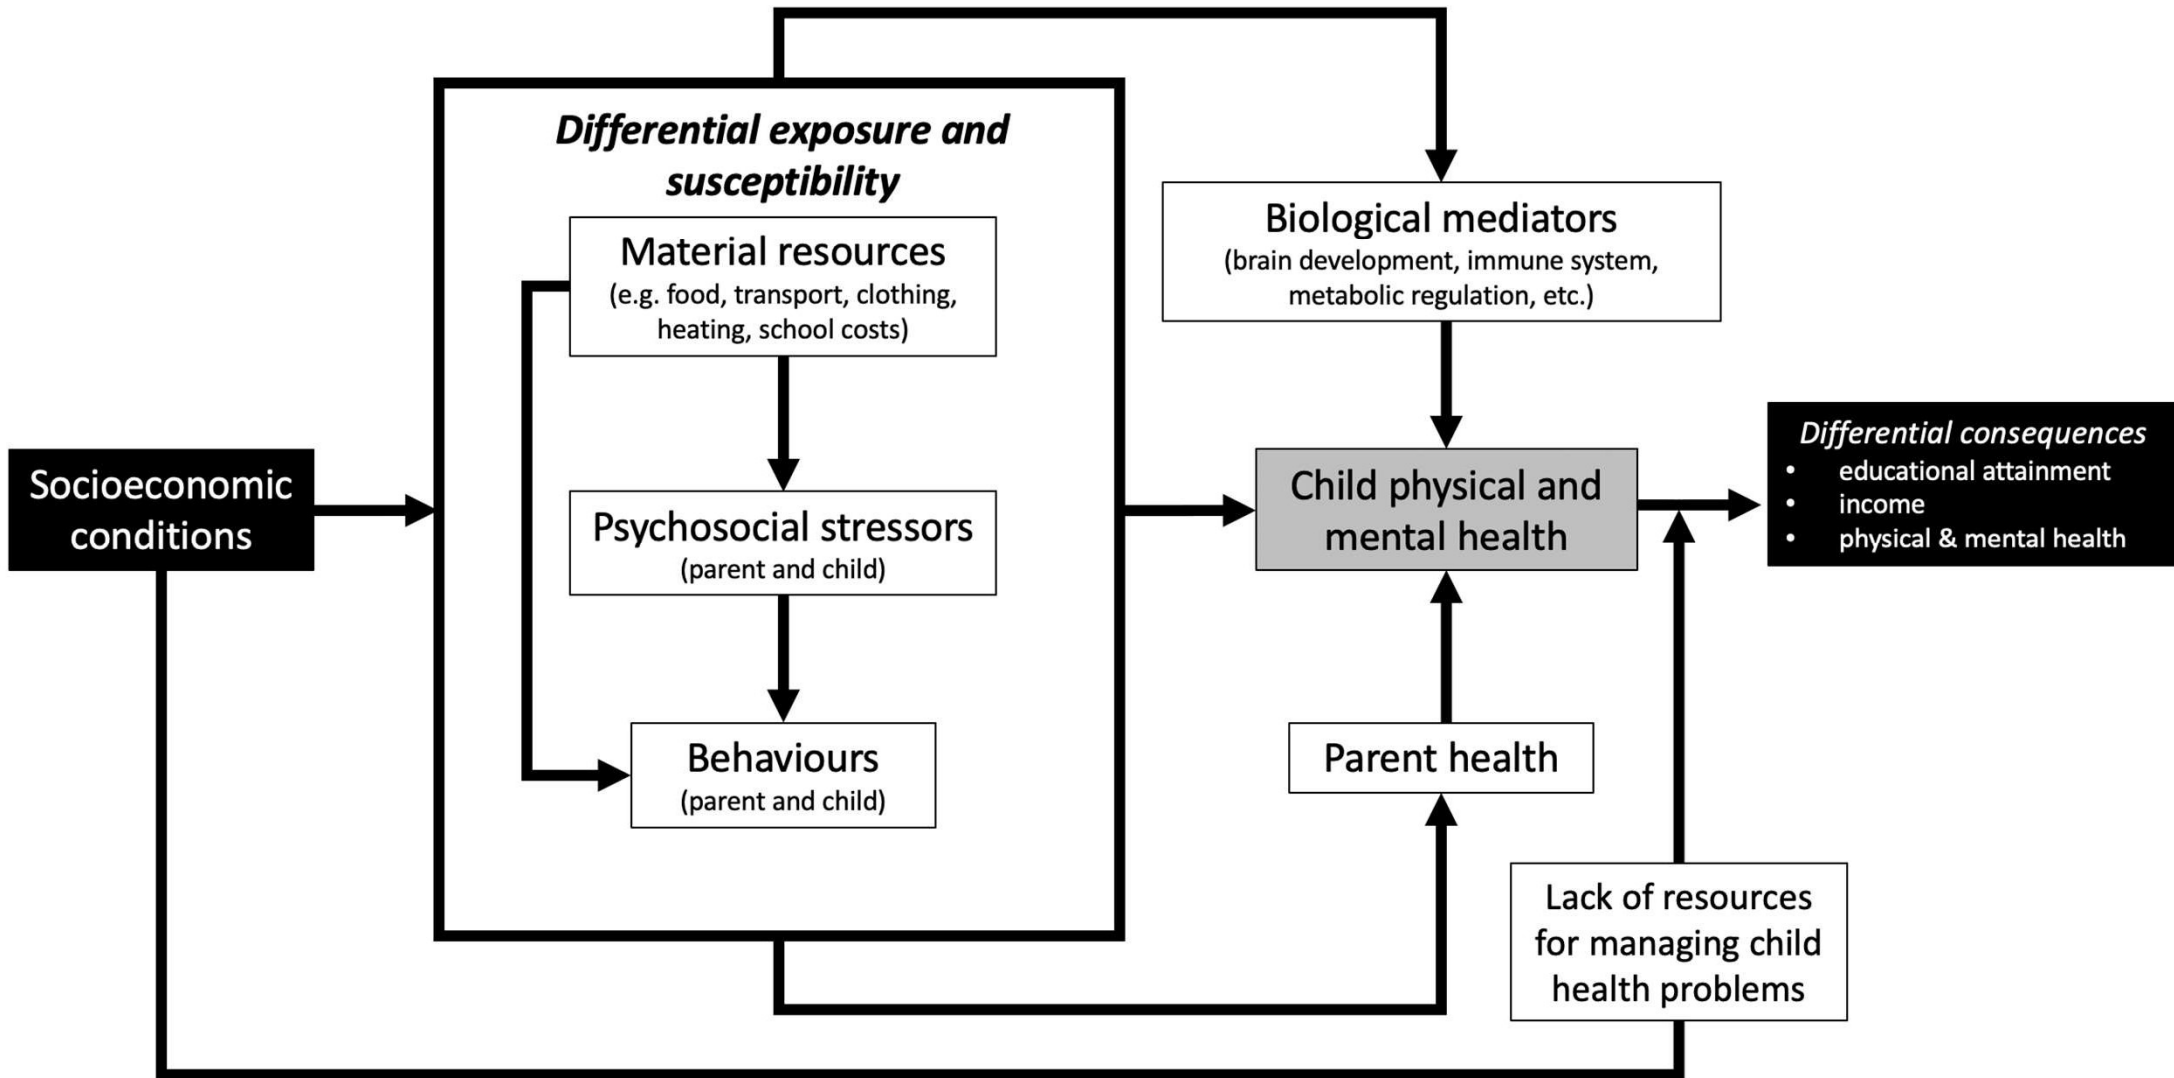 Differential exposure and
susceptibility
Material resources
(e.g. food, transport, clothing,
heating, school costs)
Psychosocial stressors
(parent and child)
Behaviours
(parent and child)
Socioeconomic
conditions
Biological mediators
(brain development, immune system,
metabolic regulation, etc.)
Child physical and
mental health
Parent health
Lack of resources
for managing child
health problems
Differential consequences
• educational attainment
• income
• physical & mental health